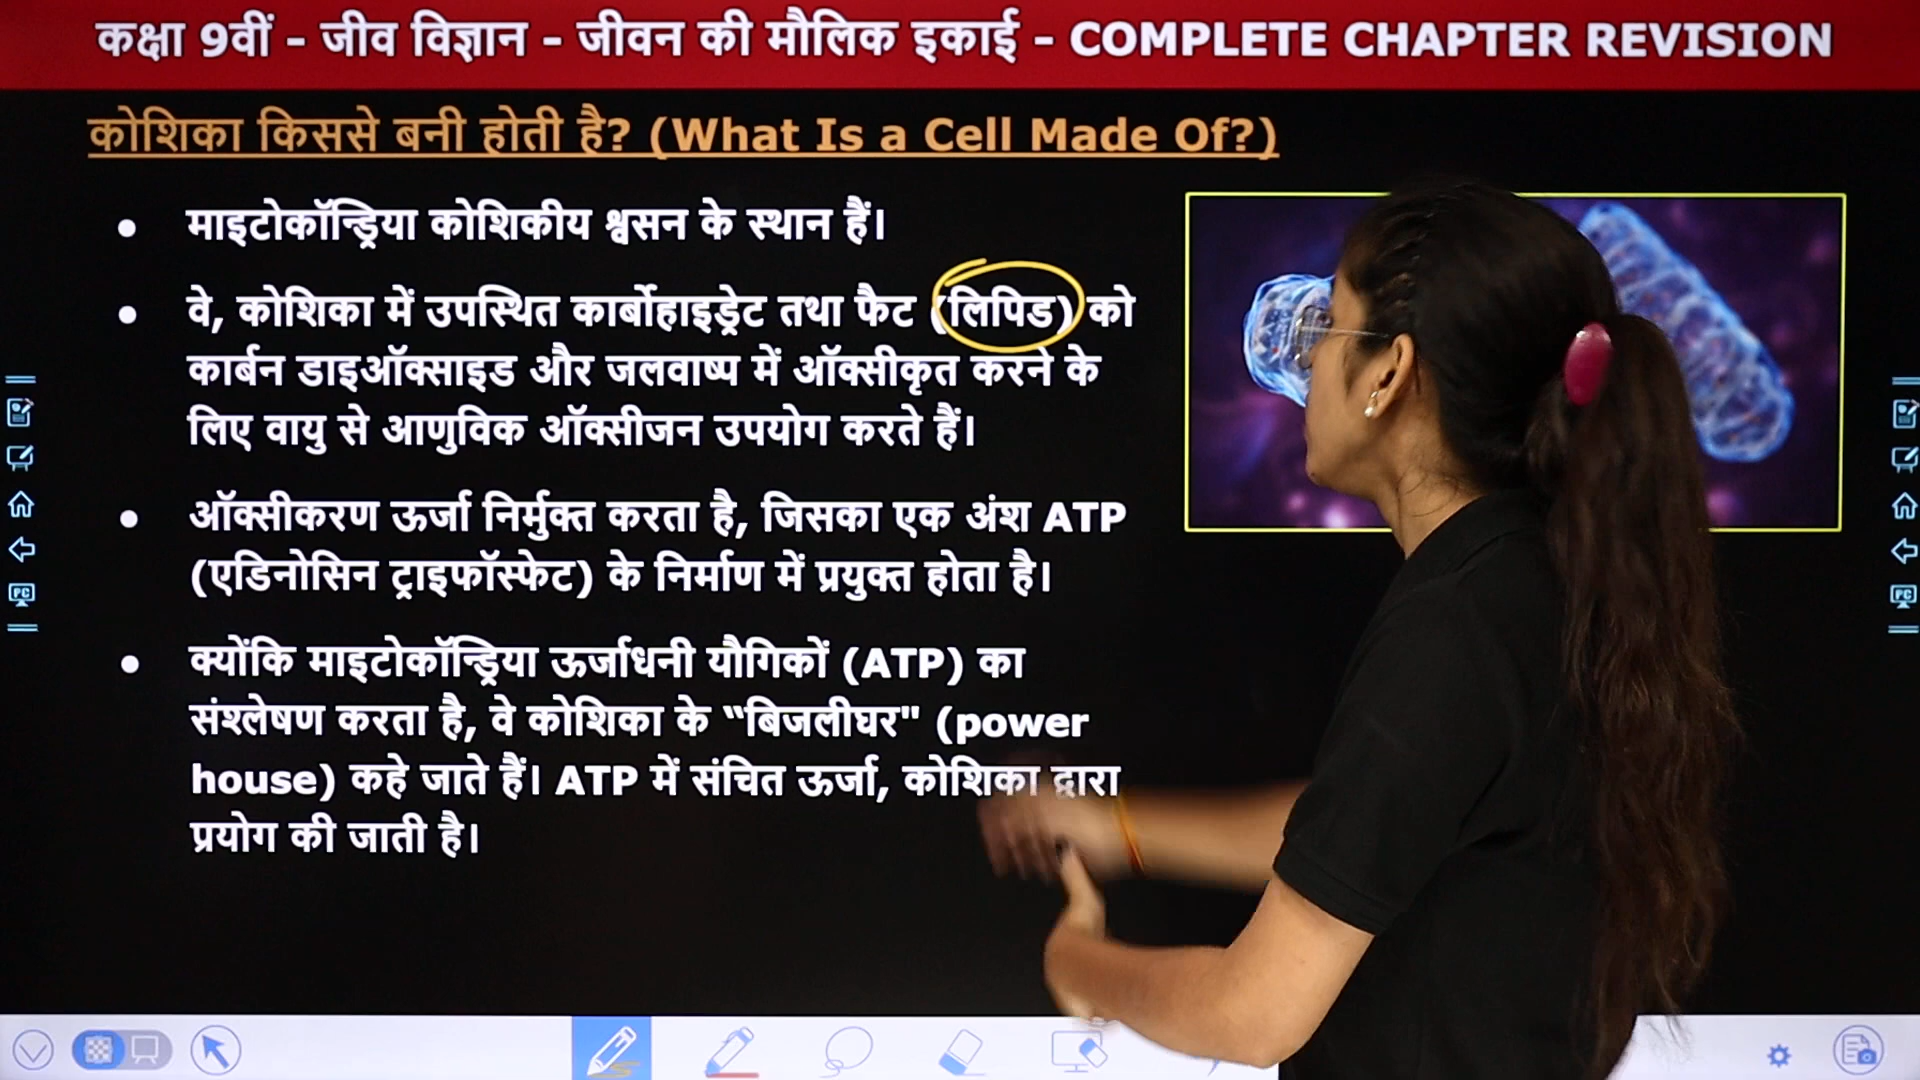 कक्षा 9वीं - जीव विज्ञान - जीवन की मौलिक इकाई - COMPLETE CHAPTER REVISION
कोशिका किससे बनी होती है? (What Is a Cell Made Of?)
• माइटोकॉन्ड्रिया कोशिकीय श्वसन के स्थान हैं।
• वे, कोशिका में उपस्थित कार्बोहाइड्रेट तथा फैट (लिपिड) को
कार्बन डाइऑक्साइड और जलवाष्प में ऑक्सीकृत करने के
लिए वायु से आणुविक ऑक्सीजन उपयोग करते हैं।
• ऑक्सीकरण ऊर्जा निर्मुक्त करता है, जिसका एक अंश ATP
(एडिनोसिन ट्राइफॉस्फेट) के निर्माण में प्रयुक्त होता है।
• क्योंकि माइटोकॉन्ड्रिया ऊर्जाधनी यौगिकों (ATP) का
संश्लेषण करता है, वे कोशिका के “बिजलीघर" (power
house) कहे जाते हैं। ATP में संचित ऊर्जा, कोशिका द्वारा
प्रयोग की जाती है।
PC
PC